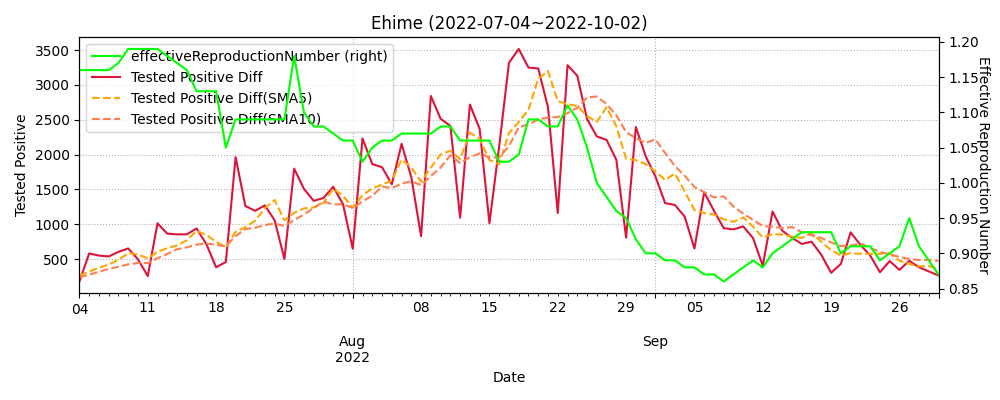 Ehime (2022-07-04~2022-10-02)
effectiveReproductionNumber (right)
Tested Positive Diff
Tested Positive Diff(SMA5)
Tested Positive Diff(SMA10)
Tested Positive
3500
3000
2500
2000
1500
1000
500
1.20
1.15
1.10
1.05
1.00
0.95
0.90
0.85
Effective Reproduction Number
04 11 18 25 08 15 22 29 05 12 19 26
Aug Sep
2022
Date